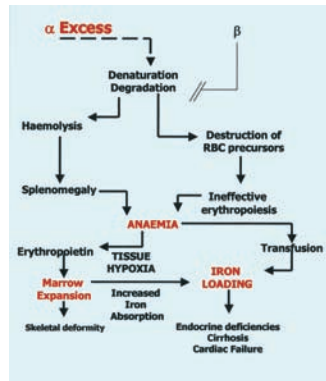 α Excess
β
Denaturation
Degradation
Haemolysis
Destruction of
RBC precursors
Splenomegaly
Ineffective
erythropoiesis
ANAEMIA
Erythropoietin
TISSUE
HYPOXIA
Transfusion
Marrow
Expansion
Increased
Iron
Absorption
IRON
LOADING
Skeletal deformity
Endocrine deficiencies
Cirrhosis
Cardiac Failure